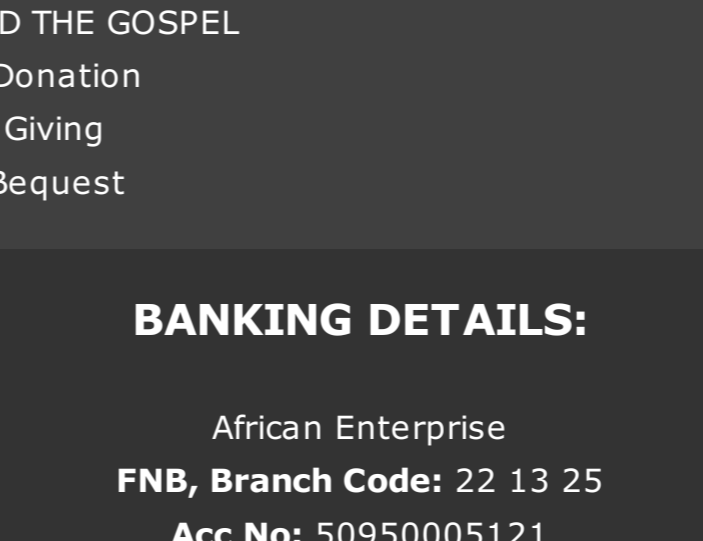 D THE GOSPEL
Donation
Giving
Bequest
BANKING DETAILS:
African Enterprise
FNB, Branch Code: 22 13 25
Acc No: 50950005121